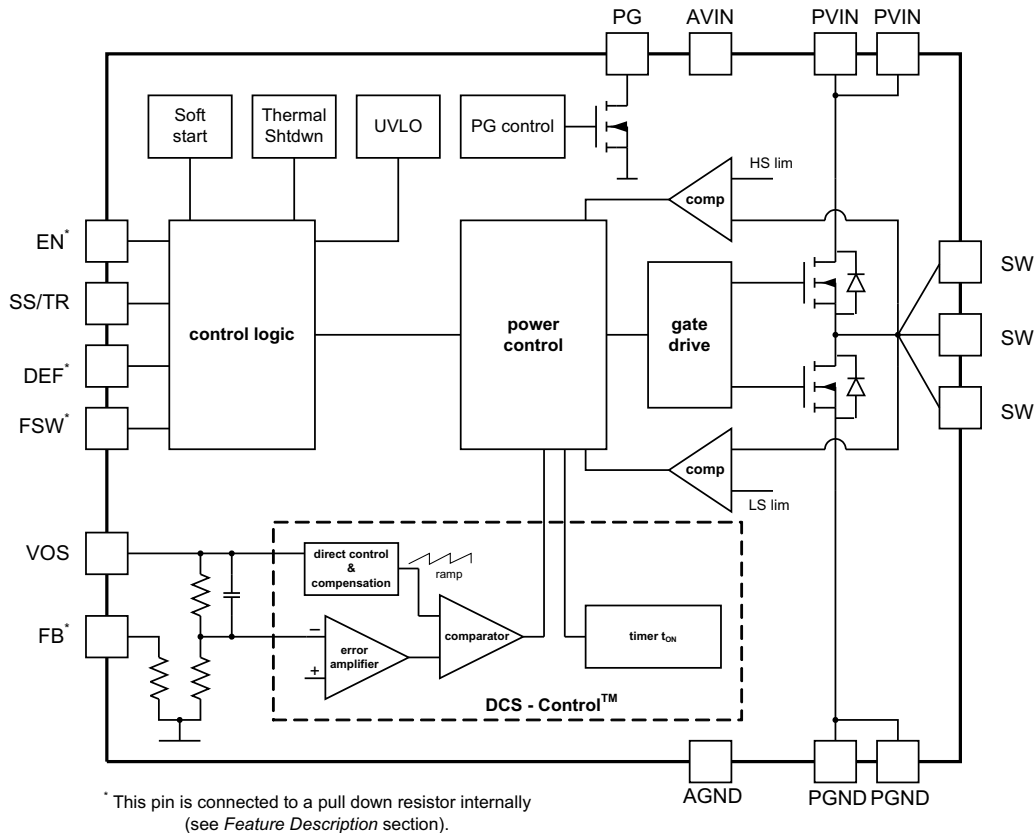 PG AVIN PVIN PVIN
Soft
start
Thermal
Shtdwn
UVLO
PG control
HS lim
comp
EN*
SS/TR
DEF*
FSW*
control logic
power
control
gate
drive
SW
SW
SW
comp
LS lim
VOS
FB*
direct control
&
compensation
ramp
comparator
−
+
error
amplifier
timer tON
DCS - Control™
AGND PGND PGND
* This pin is connected to a pull down resistor internally
(see Feature Description section).